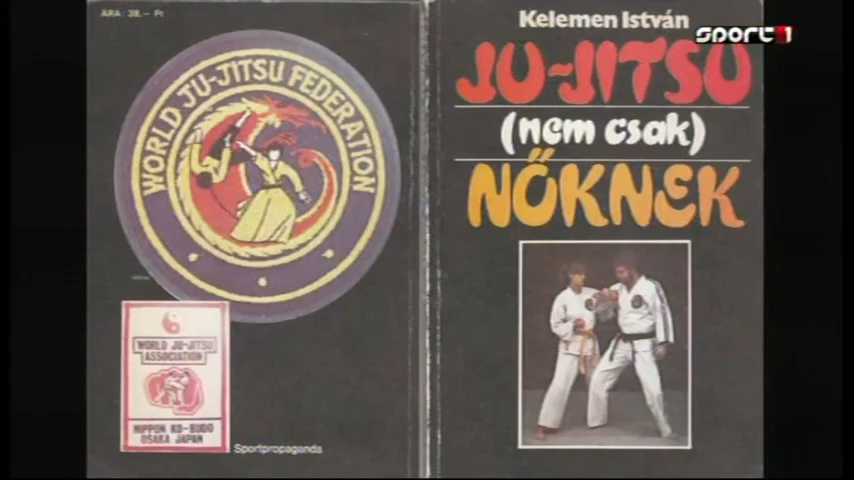 ÁRA: 38.– Ft
WORLD JU-JITSU FEDERATION
WORLD JU-JITSU
ASSOCIATION
NIPPON KO-BUDO
OSAKA JAPAN
Sportpropaganda
Kelemen István
JU-JITSU
(nem csak)
NŐKNEK
sport1